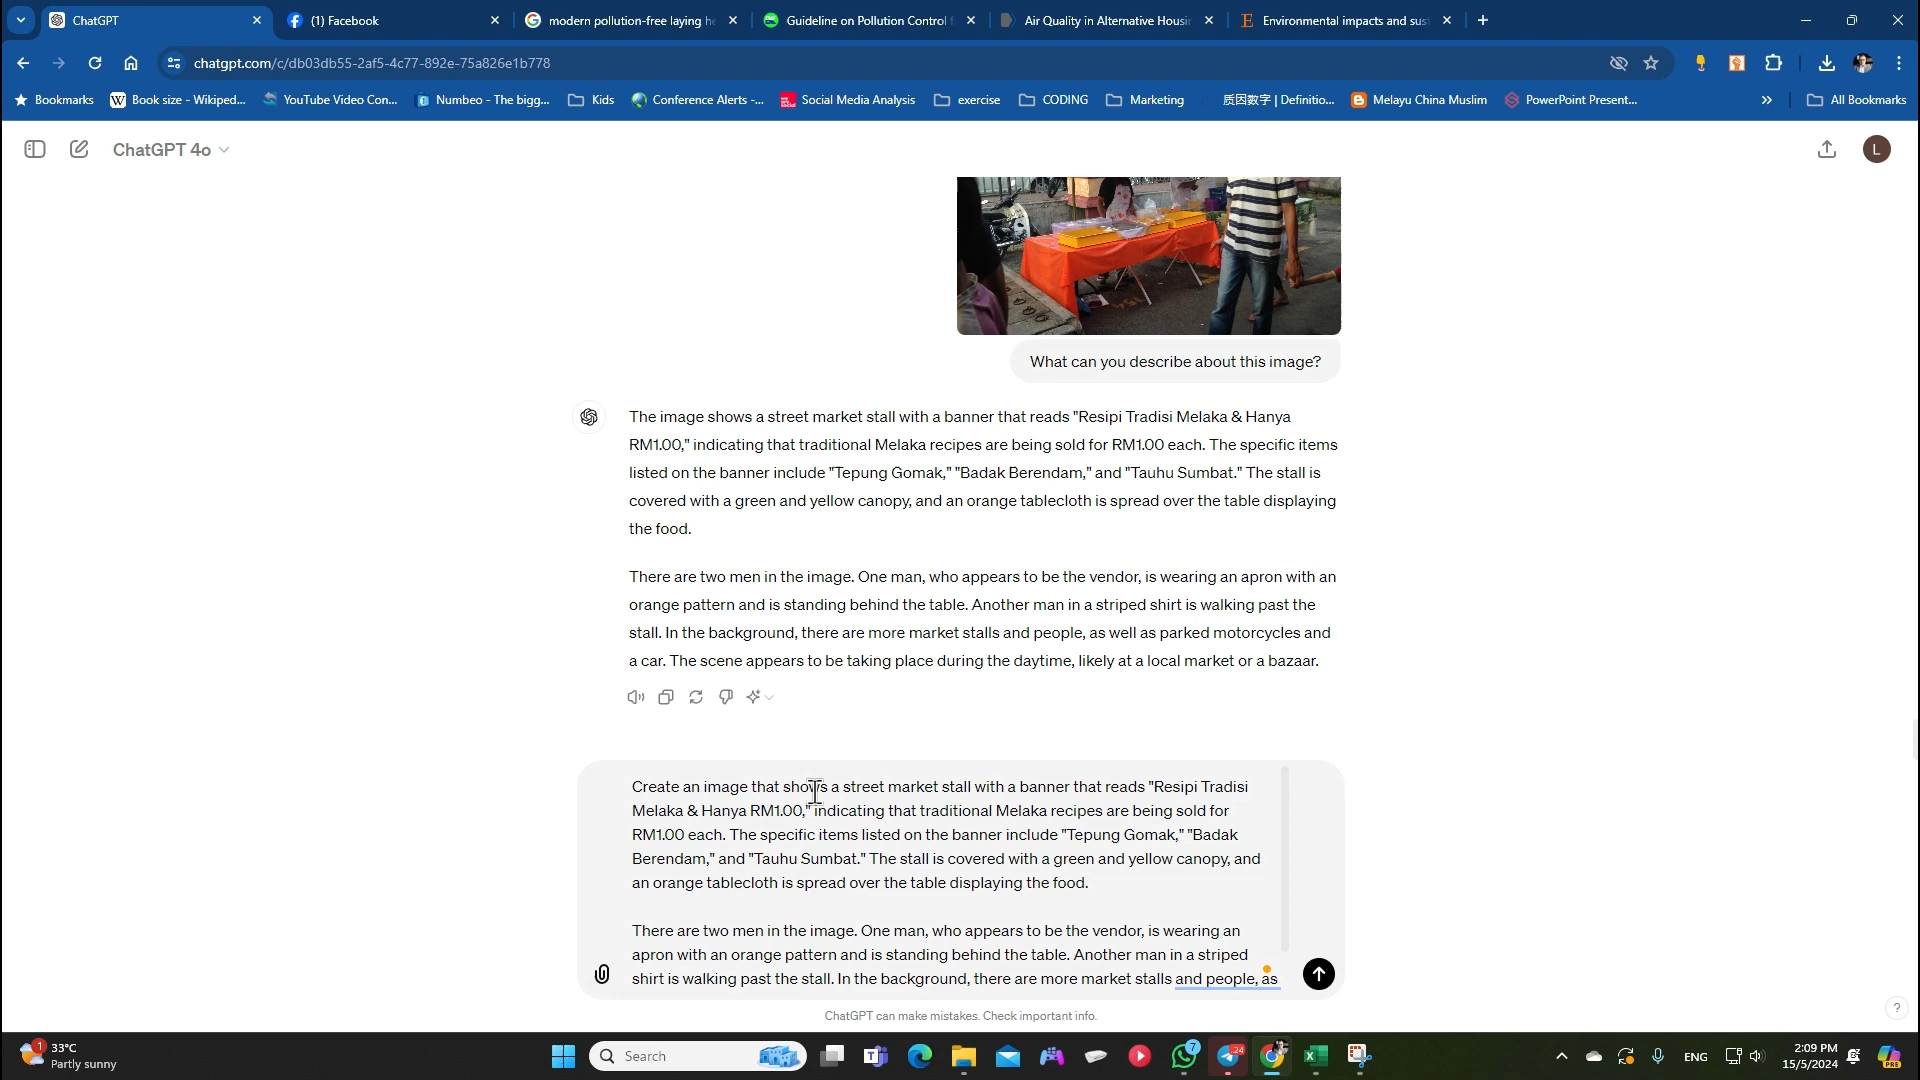 ChatGPT
(1) Facebook
modern pollution-free laying he
Guideline on Pollution Control f
Air Quality in Alternative Housin
Environmental impacts and sust
chatgpt.com/c/db03db55-2af5-4c77-892e-75a826e1b778
Bookmarks
Book size - Wikiped...
YouTube Video Con...
Numbeo - The bigg...
Kids
Conference Alerts -...
Social Media Analysis
exercise
CODING
Marketing
质因数字 | Definitio...
Melayu China Muslim
PowerPoint Present...
All Bookmarks
ChatGPT 4o
L
What can you describe about this image?
The image shows a street market stall with a banner that reads "Resipi Tradisi Melaka & Hanya
RM1.00," indicating that traditional Melaka recipes are being sold for RM1.00 each. The specific items
listed on the banner include "Tepung Gomak," "Badak Berendam," and "Tauhu Sumbat." The stall is
covered with a green and yellow canopy, and an orange tablecloth is spread over the table displaying
the food.
There are two men in the image. One man, who appears to be the vendor, is wearing an apron with an
orange pattern and is standing behind the table. Another man in a striped shirt is walking past the
stall. In the background, there are more market stalls and people, as well as parked motorcycles and
a car. The scene appears to be taking place during the daytime, likely at a local market or a bazaar.
Create an image that shows a street market stall with a banner that reads "Resipi Tradisi
Melaka & Hanya RM1.00," indicating that traditional Melaka recipes are being sold for
RM1.00 each. The specific items listed on the banner include "Tepung Gomak," "Badak
Berendam," and "Tauhu Sumbat." The stall is covered with a green and yellow canopy, and
an orange tablecloth is spread over the table displaying the food.
There are two men in the image. One man, who appears to be the vendor, is wearing an
apron with an orange pattern and is standing behind the table. Another man in a striped
shirt is walking past the stall. In the background, there are more market stalls and people, as
ChatGPT can make mistakes. Check important info.
?
1
33°C
Partly sunny
Search
7
24
ENG
2:09 PM
15/5/2024
PRE